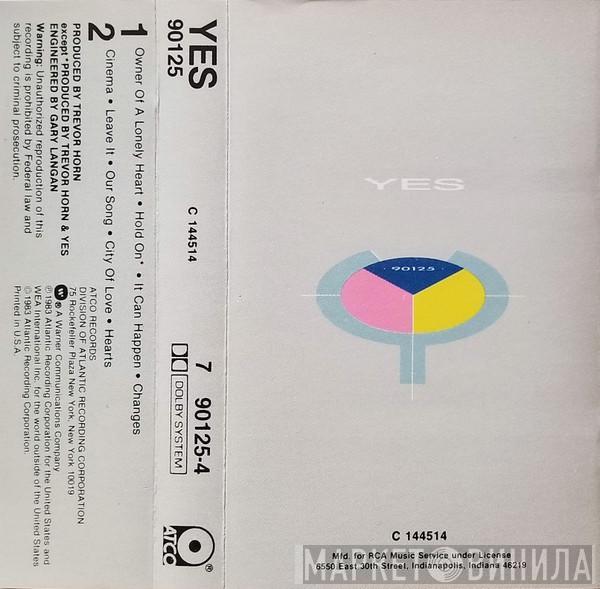 1
Owner Of A Lonely Heart • Hold On* • It Can Happen • Changes
2
Cinema • Leave It • Our Song • City Of Love • Hearts
PRODUCED BY TREVOR HORN
except *PRODUCED BY TREVOR HORN & YES
ENGINEERED BY GARY LANGAN
Warning: Unauthorized reproduction of this
recording is prohibited by Federal law and
subject to criminal prosecution.
ATCO RECORDS
DIVISION OF ATLANTIC RECORDING CORPORATION
75 Rockefeller Plaza New York, New York 10019
® A Warner Communications Company
℗1983 Atlantic Recording Corporation for the United States and
WEA International Inc. for the world outside of the United States
©1983 Atlantic Recording Corporation.
Printed in U.S.A.
YES
90125
C 144514
7 90125-4
DOLBY SYSTEM
ATCO
®
YES
90125
C 144514
Mfd. for RCA Music Service under License
6550 East 30th Street, Indianapolis, Indiana 46219
МАРКЕТОВИНИЛА